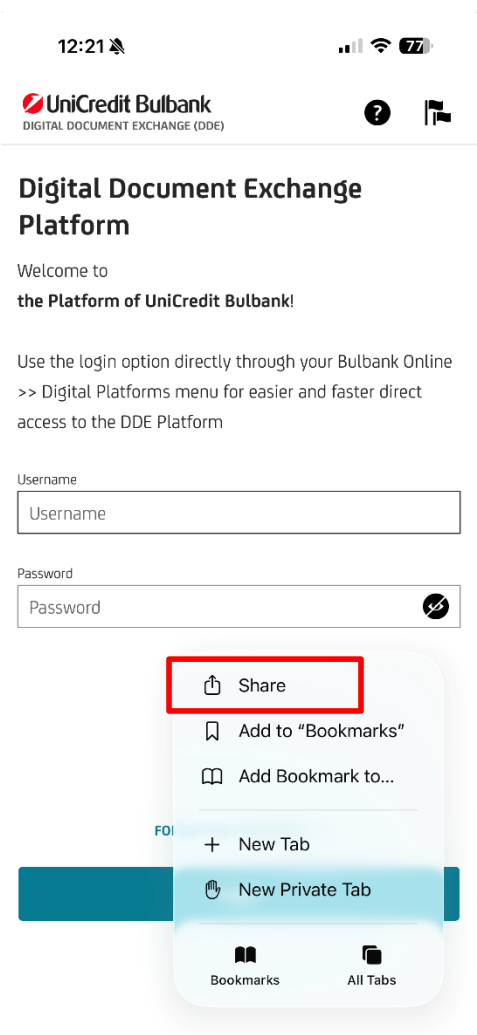 12:21
77
UniCredit Bulbank
DIGITAL DOCUMENT EXCHANGE (DDE)
Digital Document Exchange
Platform
Welcome to
the Platform of UniCredit Bulbank!
Use the login option directly through your Bulbank Online
>> Digital Platforms menu for easier and faster direct
access to the DDE Platform
Username
Username
Password
Password
Share
Add to “Bookmarks”
Add Bookmark to...
New Tab
New Private Tab
Bookmarks
All Tabs